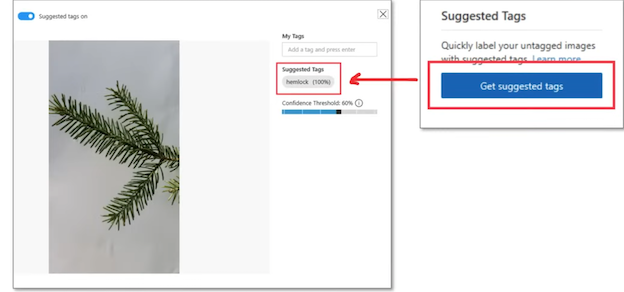 Suggested tags on
My Tags
Add a tag and press enter
Suggested Tags
hemlock (100%)
Confidence Threshold: 60%
Suggested Tags
Quickly label your untagged images
with suggested tags. Learn more
Get suggested tags